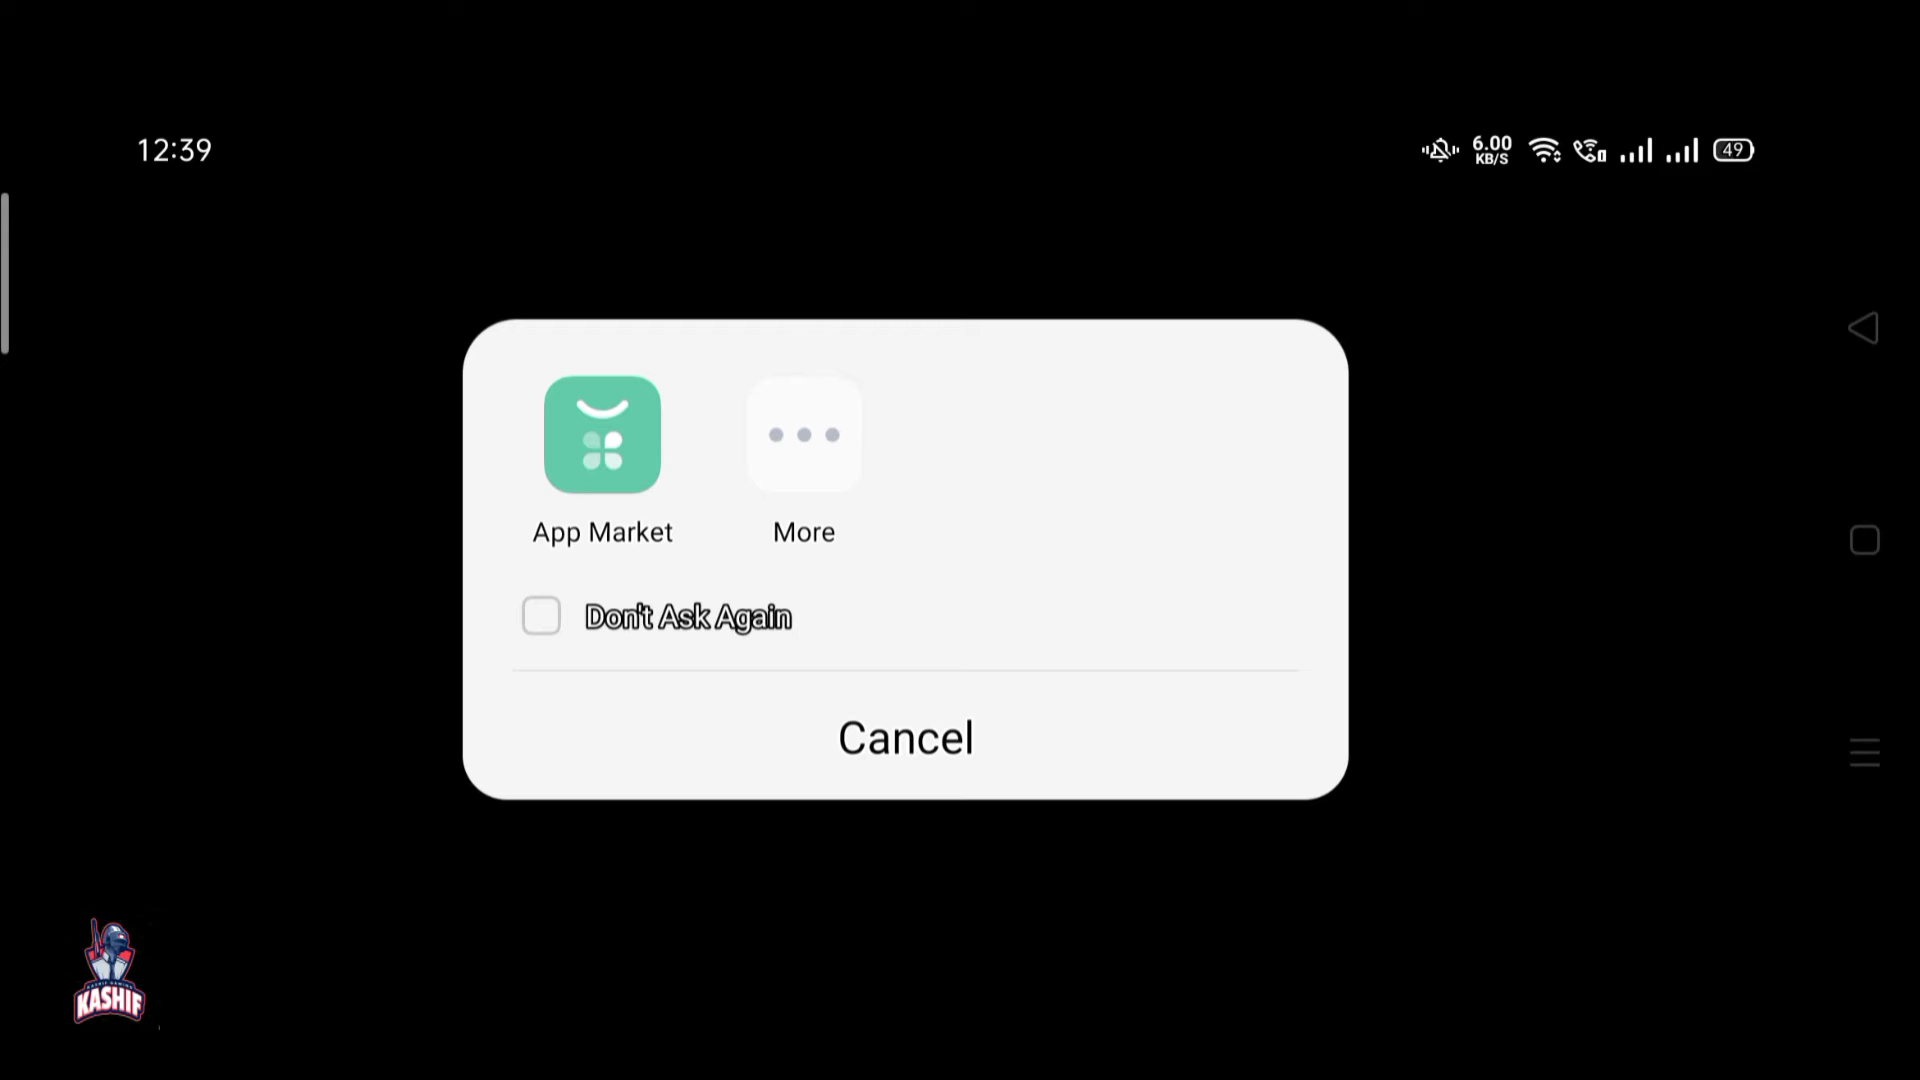 12:39
6.00
KB/S
49
App Market
More
Don't Ask Again
Cancel
KASHIF